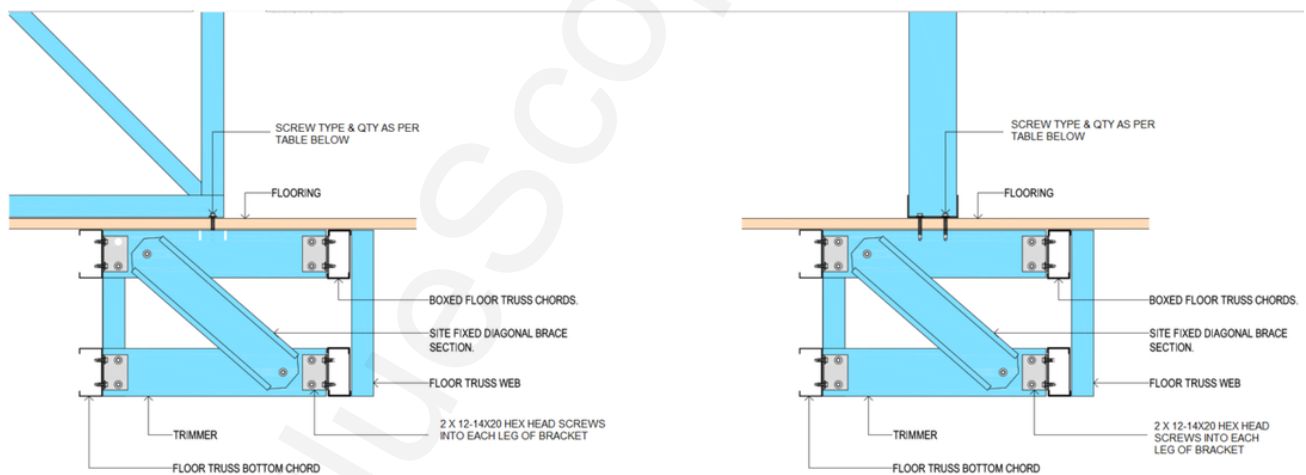 SCREW TYPE & QTY AS PER
TABLE BELOW
FLOORING
BOXED FLOOR TRUSS CHORDS.
SITE FIXED DIAGONAL BRACE
SECTION.
FLOOR TRUSS WEB
2 X 12-14X20 HEX HEAD SCREWS
INTO EACH LEG OF BRACKET
TRIMMER
FLOOR TRUSS BOTTOM CHORD
SCREW TYPE & QTY AS PER
TABLE BELOW
FLOORING
BOXED FLOOR TRUSS CHORDS.
SITE FIXED DIAGONAL BRACE
SECTION.
FLOOR TRUSS WEB
2 X 12-14X20 HEX HEAD
SCREWS INTO EACH
LEG OF BRACKET
TRIMMER
FLOOR TRUSS BOTTOM CHORD